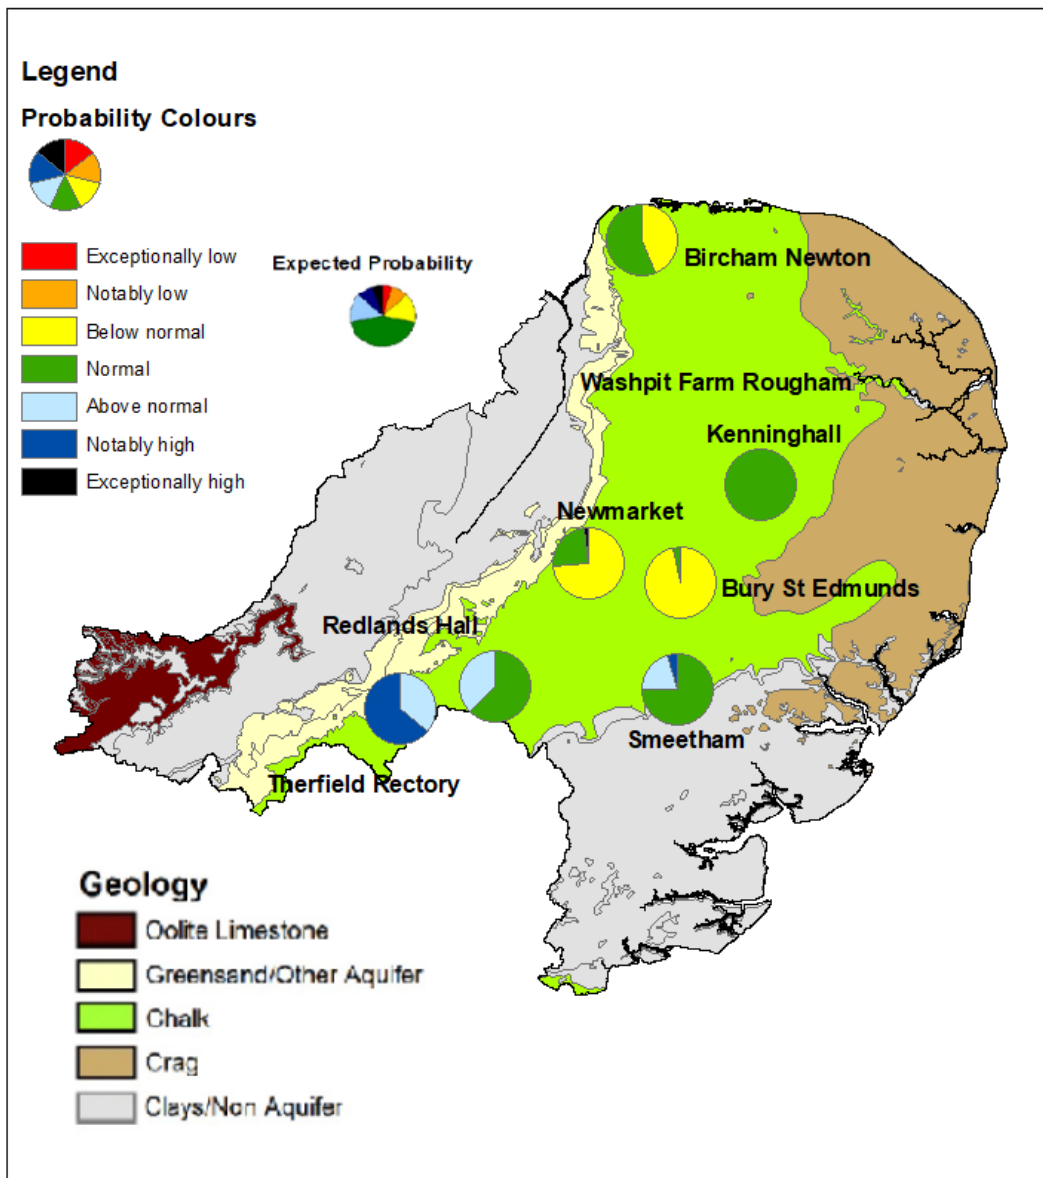 Legend
Probability Colours
Exceptionally low
Notably low
Below normal
Normal
Above normal
Notably high
Exceptionally high
Expected Probability
Bircham Newton
Washpit Farm Rougham
Kenninghall
Newmarket
Bury St Edmunds
Redlands Hall
Smeetham
Therfield Rectory
Geology
Oolite Limestone
Greensand/Other Aquifer
Chalk
Crag
Clays/Non Aquifer